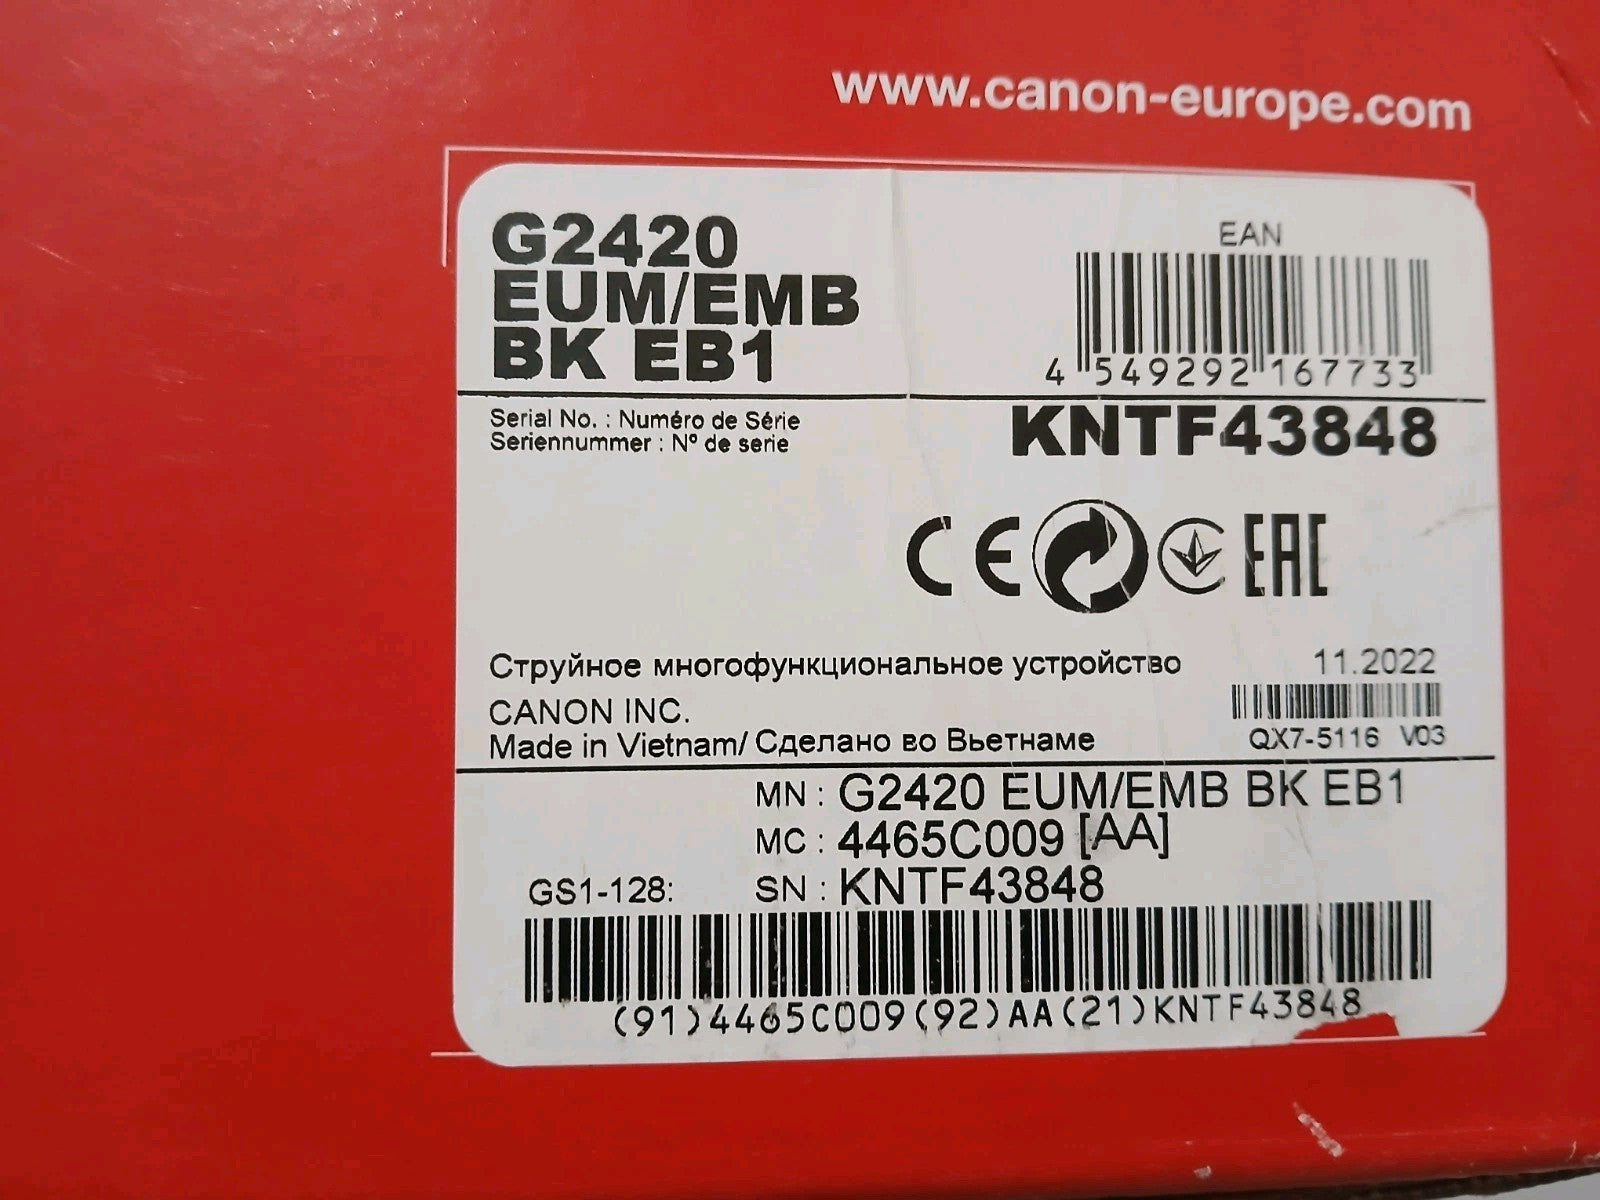 www.canon-europe.com
G2420
EUM/EMB
BK EB1
EAN
4 549292 167733
Serial No. : Numéro de Série
Seriennummer : Nº de serie
KNTF43848
CE
EAC
Струйное многофункциональное устройство
11.2022
CANON INC.
Made in Vietnam/ Сделано во Вьетнаме
QX7-5116 V03
MN : G2420 EUM/EMB BK EB1
MC : 4465C009 [AA]
SN : KNTF43848
GS1-128:
(91)4465C009(92)AA(21)KNTF43848